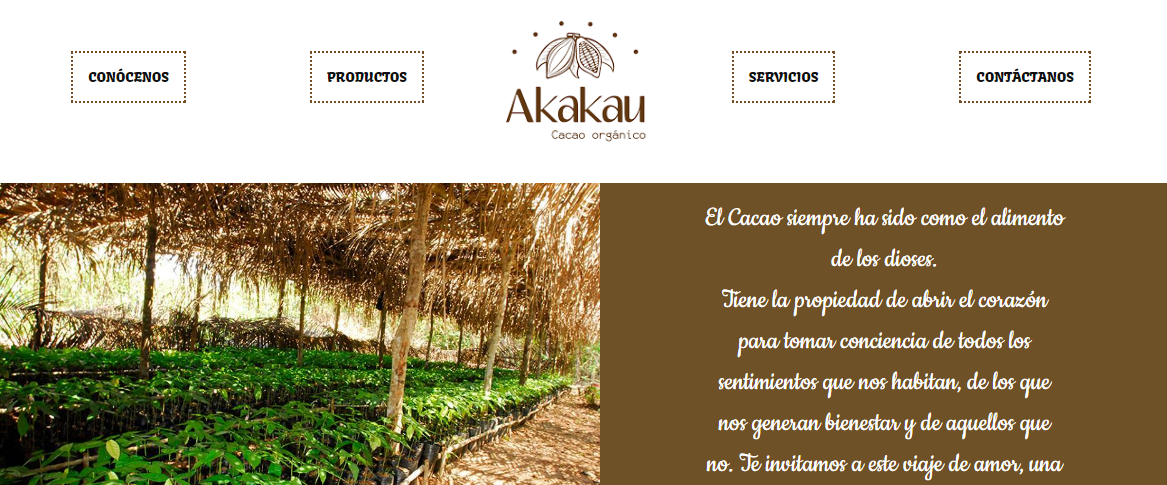 CONÓCENOS
PRODUCTOS
Akakau
Cacao orgánico
SERVICIOS
CONTÁCTANOS
El Cacao siempre ha sido como el alimento
de los dioses.
Tiene la propiedad de abrir el corazón
para tomar conciencia de todos los
sentimientos que nos habitan, de los que
nos generan bienestar y de aquellos que
no. Te invitamos a este viaje de amor, una